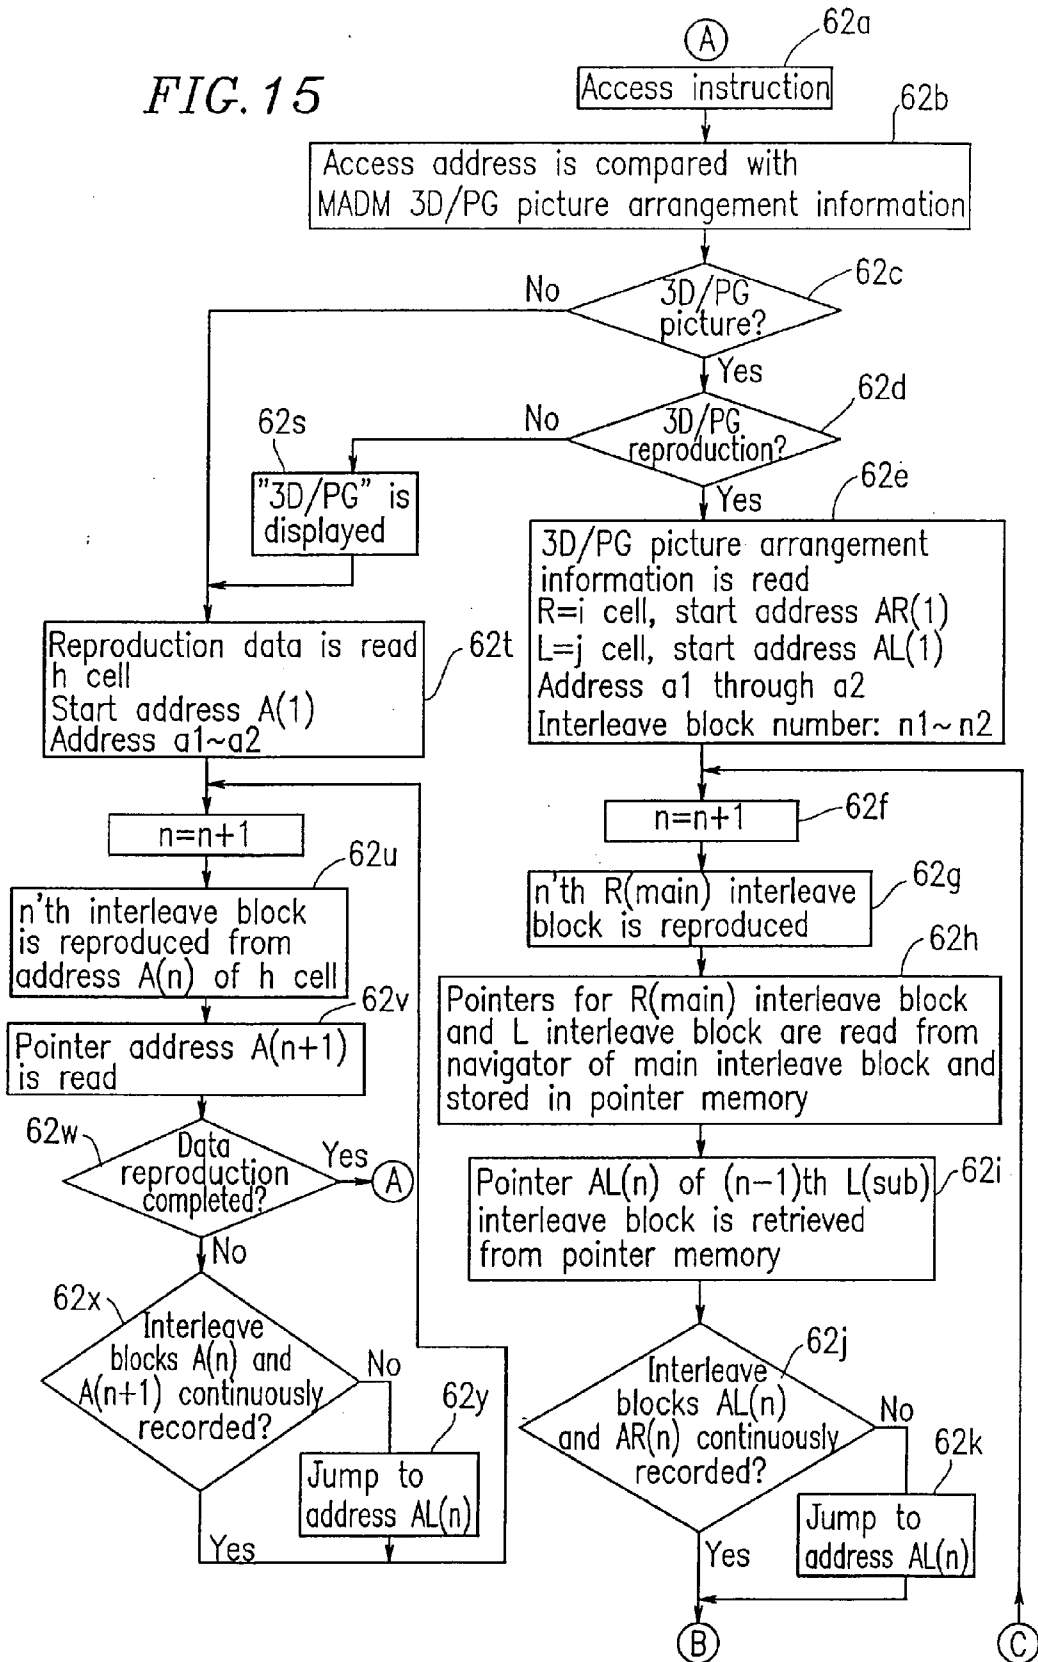 FIG. 15
A
62a
Access instruction
62b
Access address is compared with
MADM 3D/PG picture arrangement information
62c
3D/PG
picture?
No
Yes
62d
3D/PG
reproduction?
No
Yes
62s
"3D/PG" is
displayed
62e
3D/PG picture arrangement
information is read
R=i cell, start address AR(1)
L=j cell, start address AL(1)
Address a1 through a2
Interleave block number: n1~n2
62t
Reproduction data is read
h cell
Start address A(1)
Address a1~a2
n=n+1
62u
n'th interleave block
is reproduced from
address A(n) of h cell
62v
Pointer address A(n+1)
is read
62w
Data
reproduction
completed?
Yes
A
No
62x
Interleave
blocks A(n) and
A(n+1) continuously
recorded?
No
62y
Jump to
address AL(n)
Yes
62f
n=n+1
62g
n'th R(main) interleave
block is reproduced
62h
Pointers for R(main) interleave block
and L interleave block are read from
navigator of main interleave block and
stored in pointer memory
62i
Pointer AL(n) of (n-1)th L(sub)
interleave block is retrieved
from pointer memory
62j
Interleave
blocks AL(n)
and AR(n) continuously
recorded?
No
62k
Jump to
address AL(n)
Yes
B
C